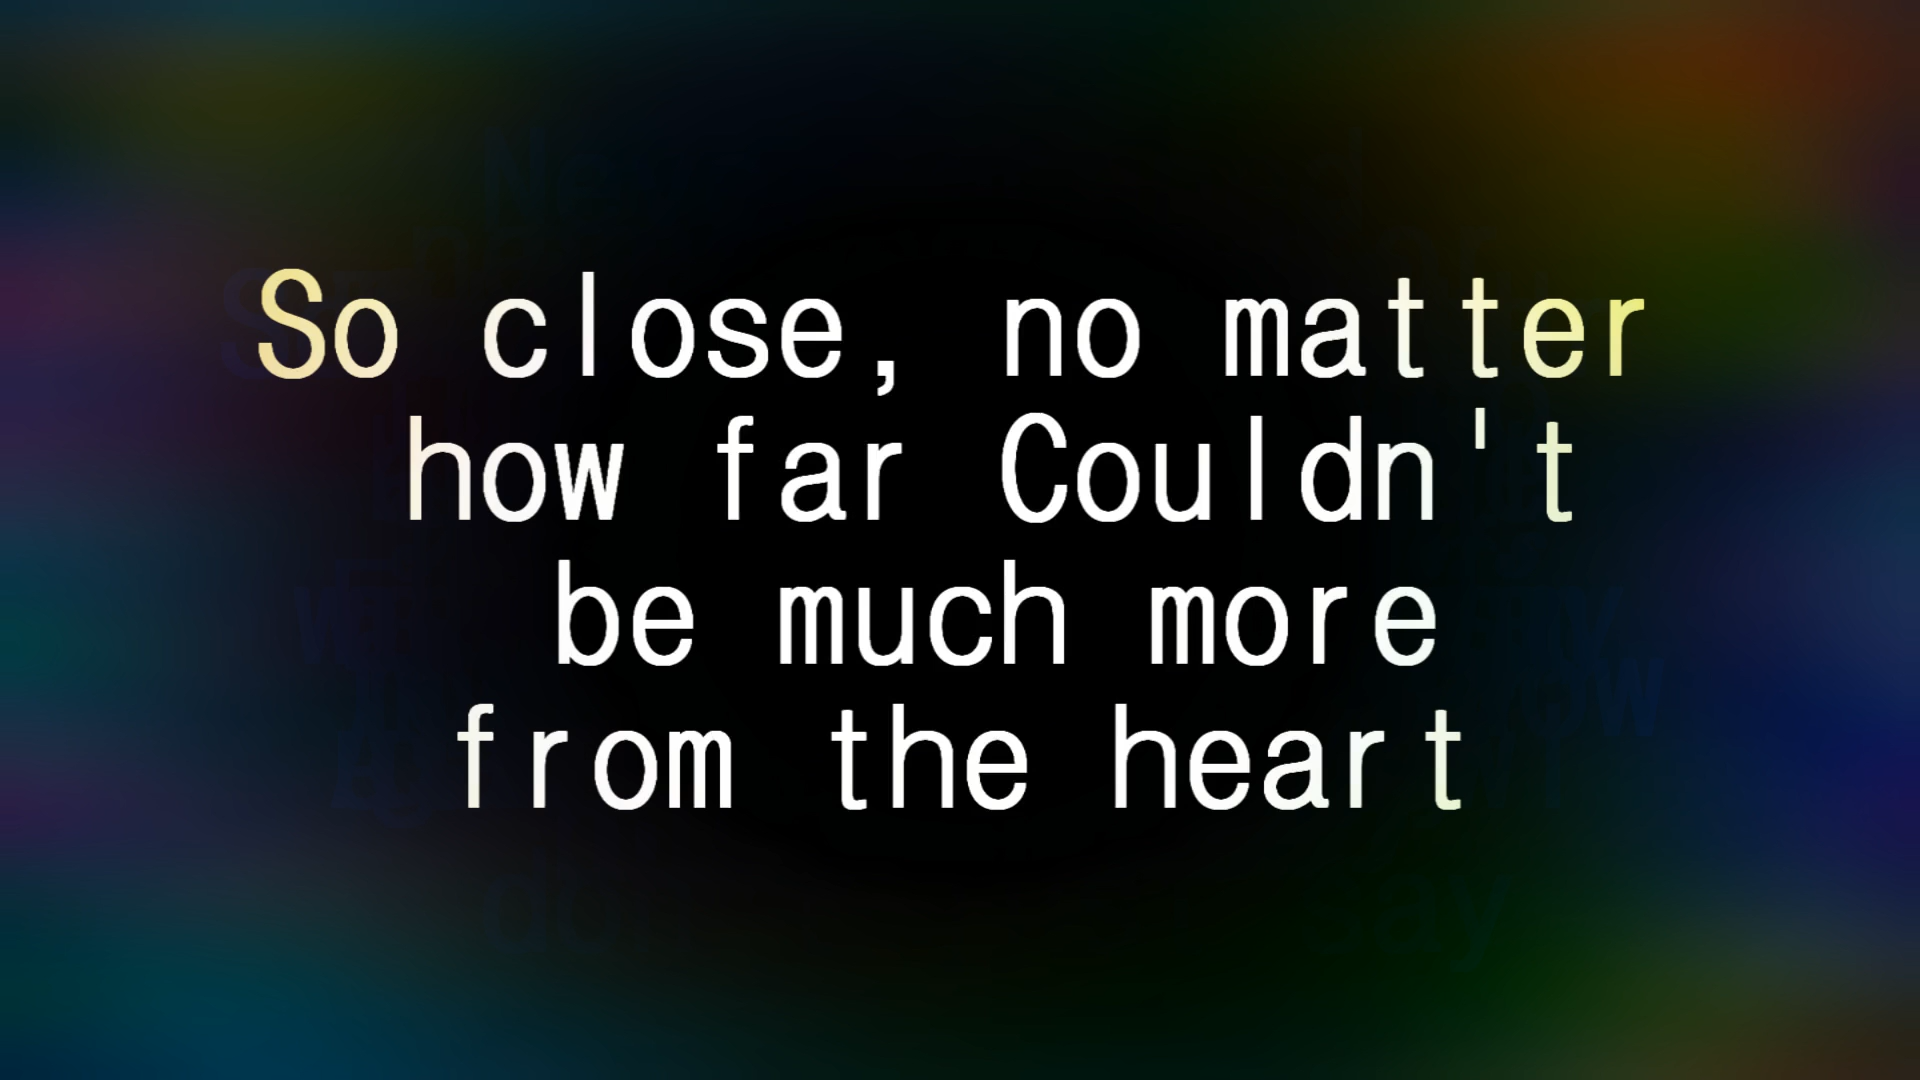 So close, no matter
how far Couldn't
be much more
from the heart